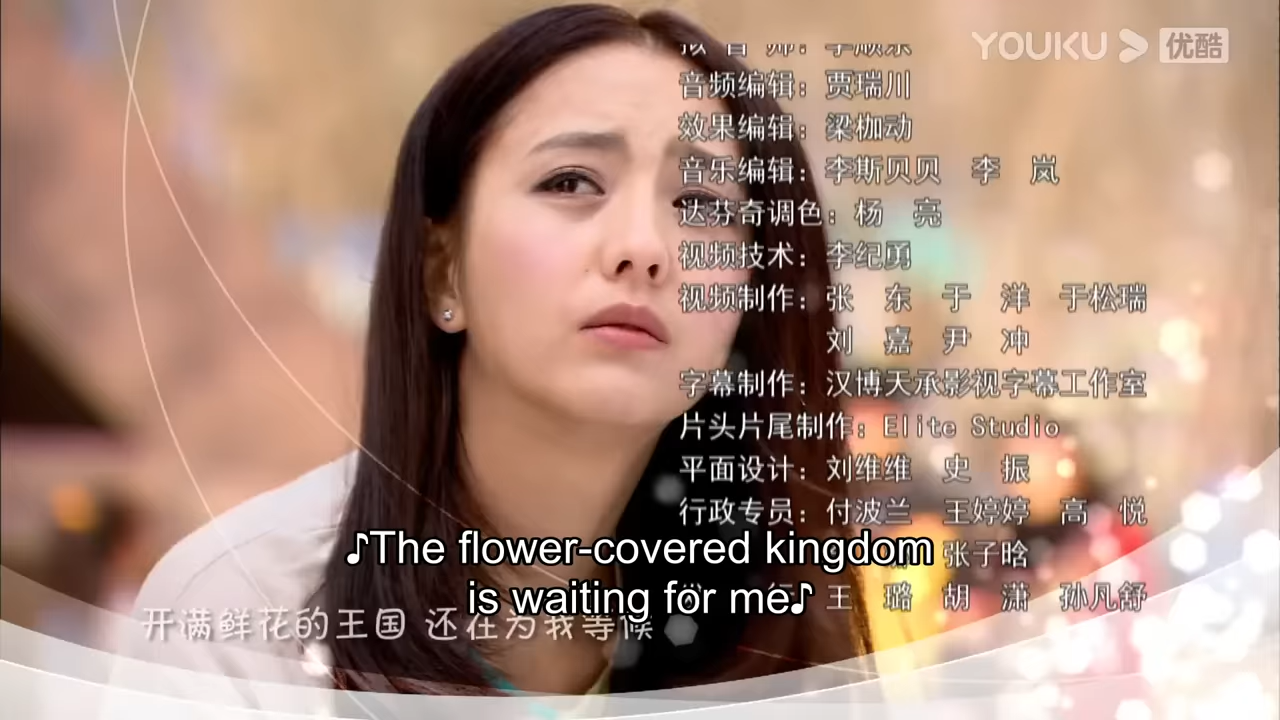 YOUKU 优酷
音频编辑：贾瑞川
效果编辑：梁枷动
音乐编辑：李斯贝贝 李 岚
达芬奇调色：杨 亮
视频技术：李纪勇
视频制作：张 东 于 洋 于松瑞
刘 嘉 尹 冲
字幕制作：汉博天承影视字幕工作室
片头片尾制作：Elite Studio
平面设计：刘维维 史 振
行政专员：付波兰 王婷婷 高 悦
张子晗
♪The flower-covered kingdom
is waiting for me♪
王 璐 胡 潇 孙凡舒
开满鲜花的王国 还在为我等候